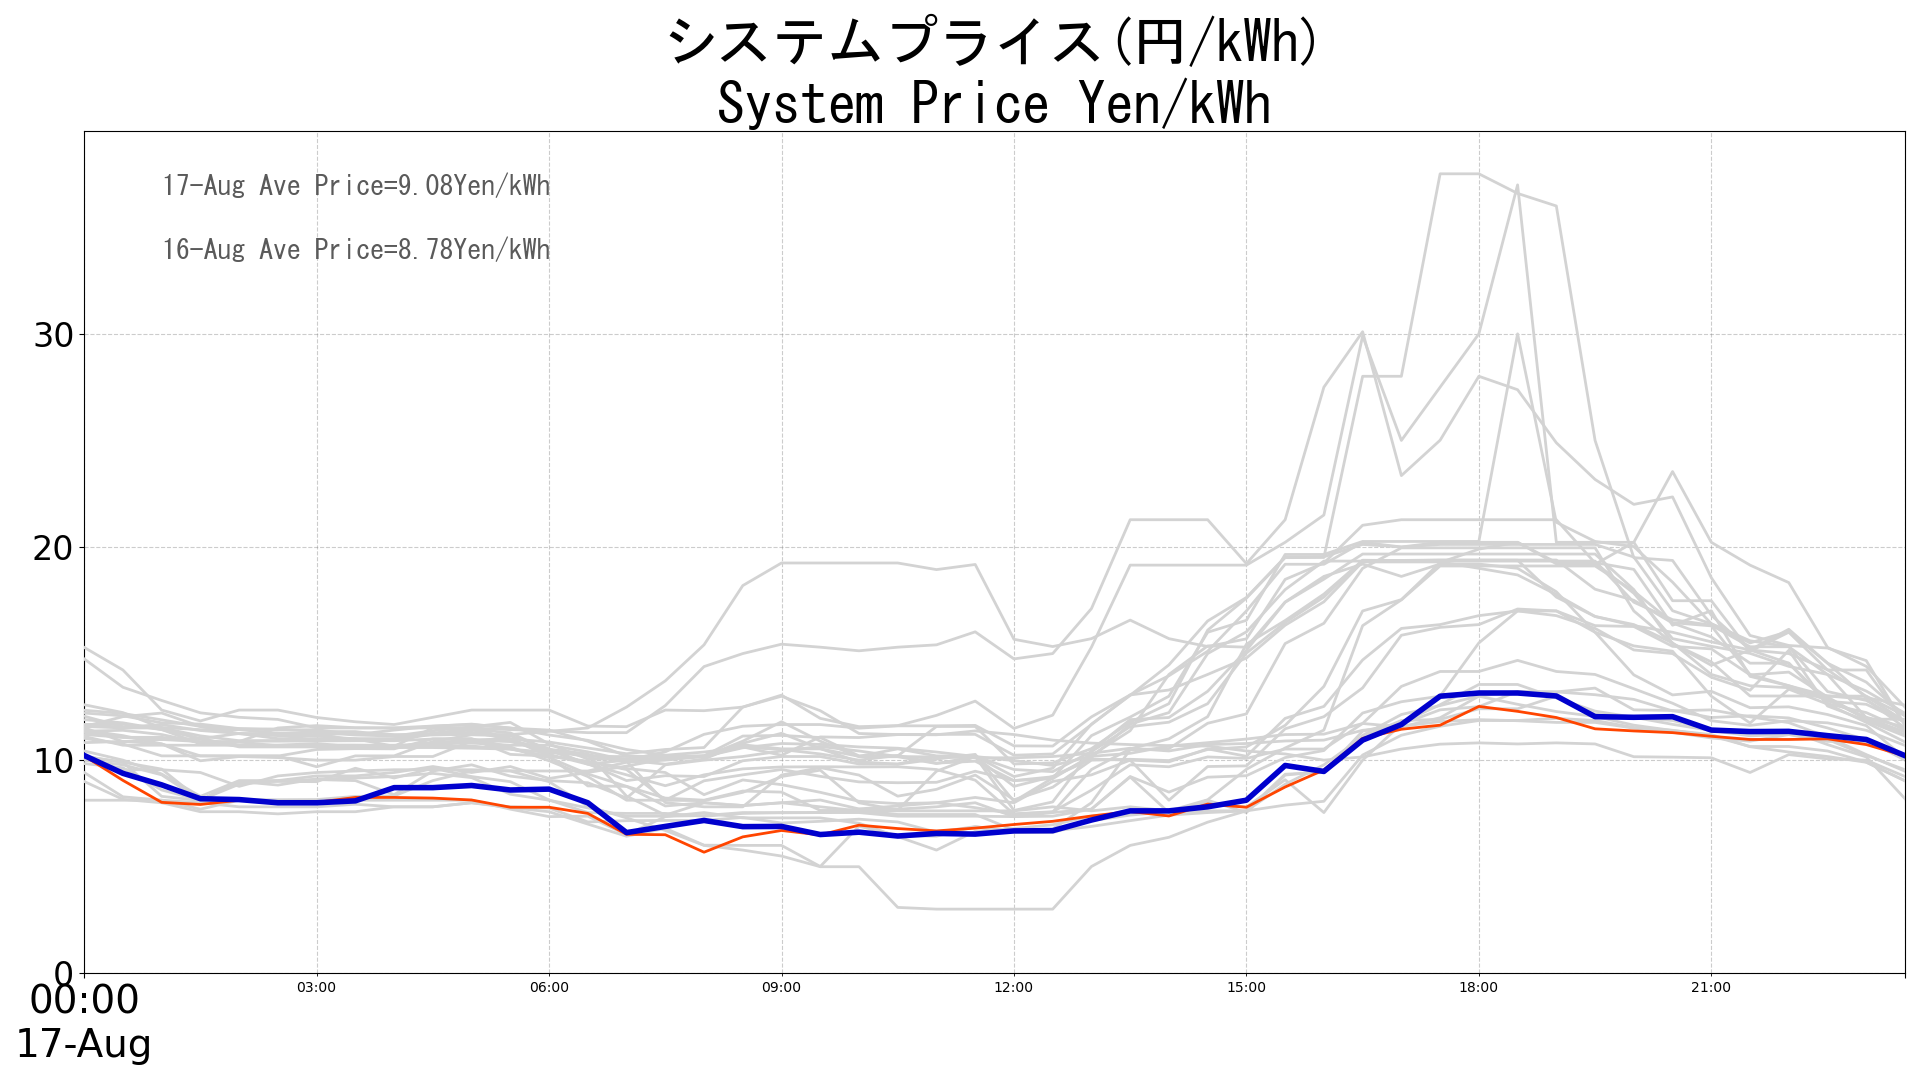 システムプライス(円/kWh)
System Price Yen/kWh
17-Aug Ave Price=9.08Yen/kWh
16-Aug Ave Price=8.78Yen/kWh
30
20
10
0
00:00 03:00 06:00 09:00 12:00 15:00 18:00 21:00
17-Aug